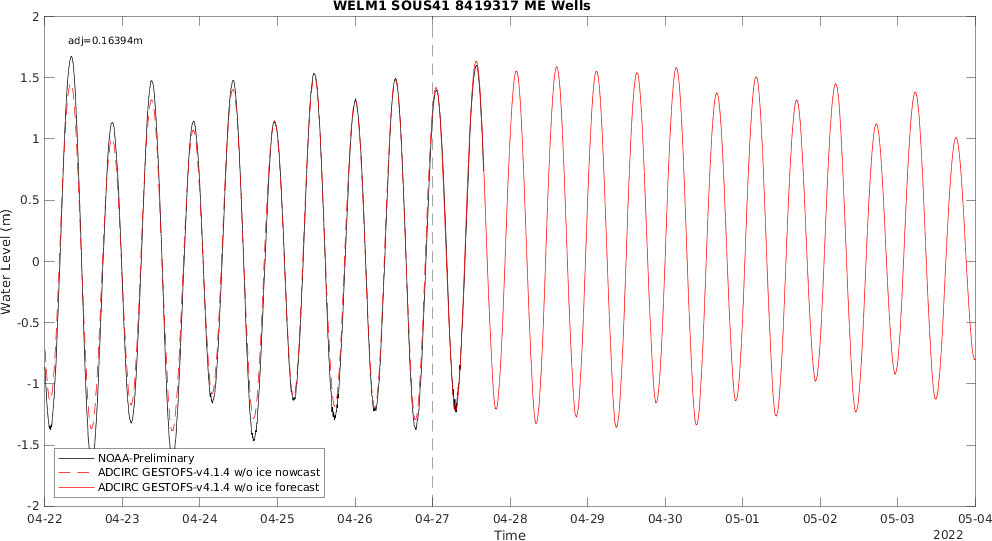 WELM1 SOUS41 8419317 ME Wells
adj=0.16394m
2
1.5
1
0.5
0
-0.5
-1
-1.5
-2
Water Level (m)
NOAA-Preliminary
ADCIRC GESTOFS-v4.1.4 w/o ice nowcast
ADCIRC GESTOFS-v4.1.4 w/o ice forecast
04-22 04-23 04-24 04-25 04-26 04-27 04-28 04-29 04-30 05-01 05-02 05-03 05-04
Time
2022